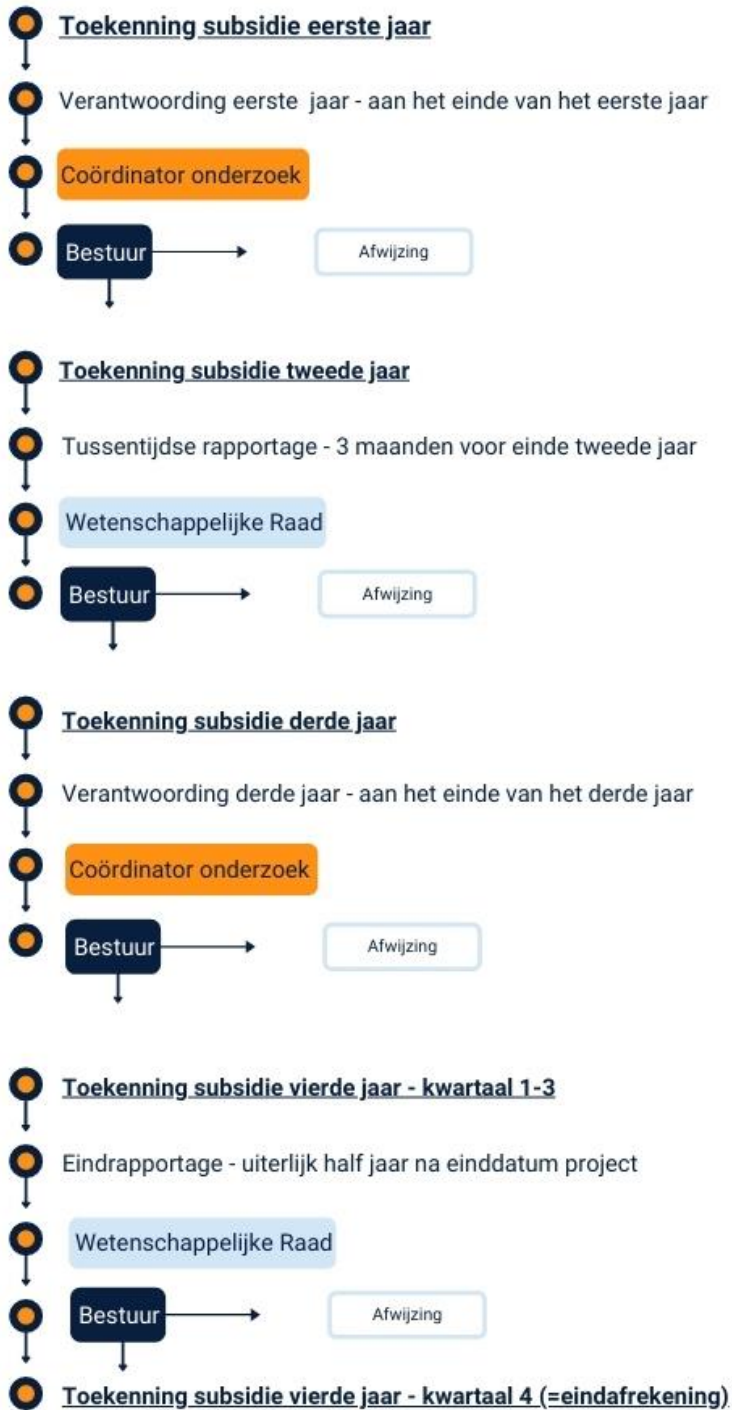 Toekenning subsidie eerste jaar
Verantwoording eerste jaar - aan het einde van het eerste jaar
Coördinator onderzoek
Bestuur
Afwijzing
Toekenning subsidie tweede jaar
Tussentijdse rapportage - 3 maanden voor einde tweede jaar
Wetenschappelijke Raad
Bestuur
Afwijzing
Toekenning subsidie derde jaar
Verantwoording derde jaar - aan het einde van het derde jaar
Coördinator onderzoek
Bestuur
Afwijzing
Toekenning subsidie vierde jaar - kwartaal 1-3
Eindrapportage - uiterlijk half jaar na einddatum project
Wetenschappelijke Raad
Bestuur
Afwijzing
Toekenning subsidie vierde jaar - kwartaal 4 (=eindafrekening)